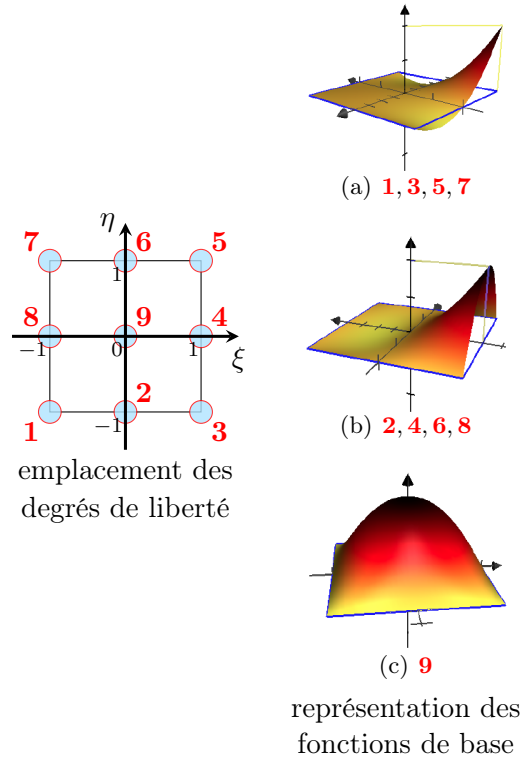 (a) 1, 3, 5, 7
η
7 6 5
1
8 9 4
−1 0 1 ξ
2
−1
1 3
emplacement des
degrés de liberté
(b) 2, 4, 6, 8
(c) 9
représentation des
fonctions de base